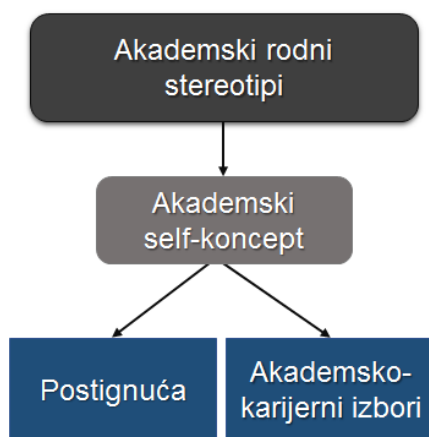 Akademski rodni
stereotipi
Akademski
self-koncept
Postignuća
Akademsko-
karijerni izbori